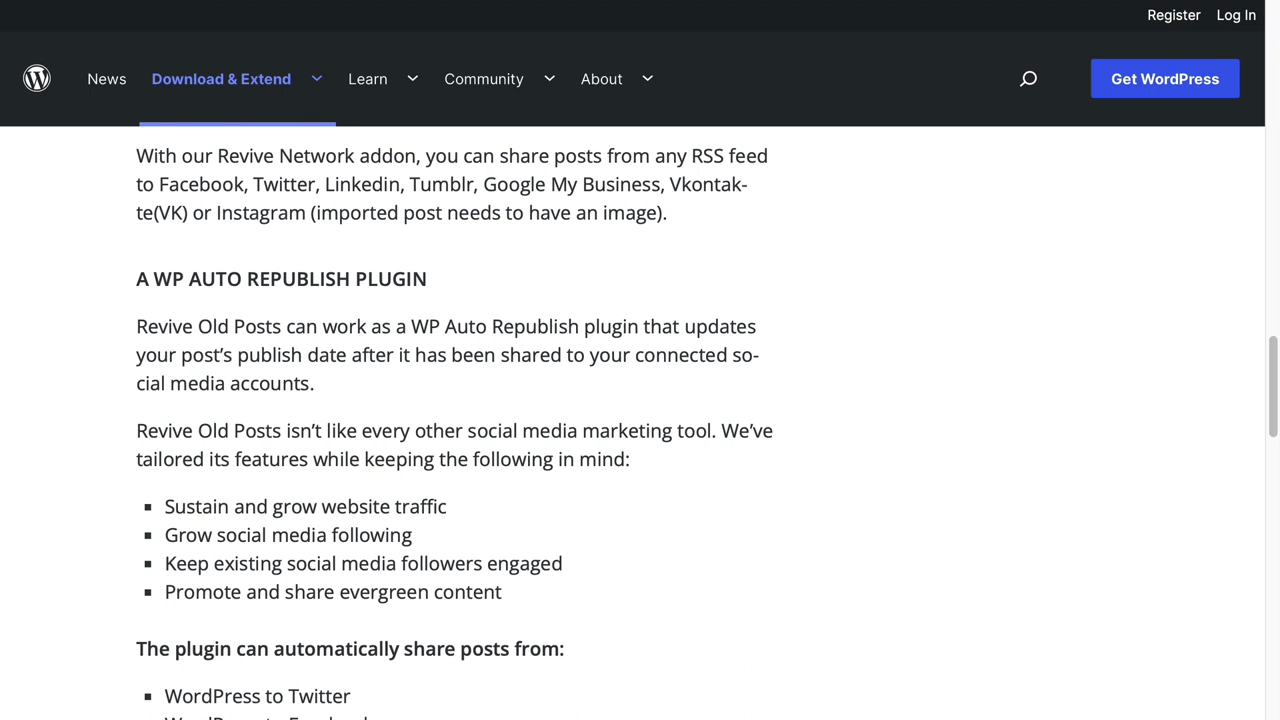 Register Log In
News Download & Extend Learn Community About Get WordPress
With our Revive Network addon, you can share posts from any RSS feed
to Facebook, Twitter, Linkedin, Tumblr, Google My Business, Vkontak-
te(VK) or Instagram (imported post needs to have an image).
A WP AUTO REPUBLISH PLUGIN
Revive Old Posts can work as a WP Auto Republish plugin that updates
your post’s publish date after it has been shared to your connected so-
cial media accounts.
Revive Old Posts isn’t like every other social media marketing tool. We’ve
tailored its features while keeping the following in mind:
▪ Sustain and grow website traffic
▪ Grow social media following
▪ Keep existing social media followers engaged
▪ Promote and share evergreen content
The plugin can automatically share posts from:
▪ WordPress to Twitter